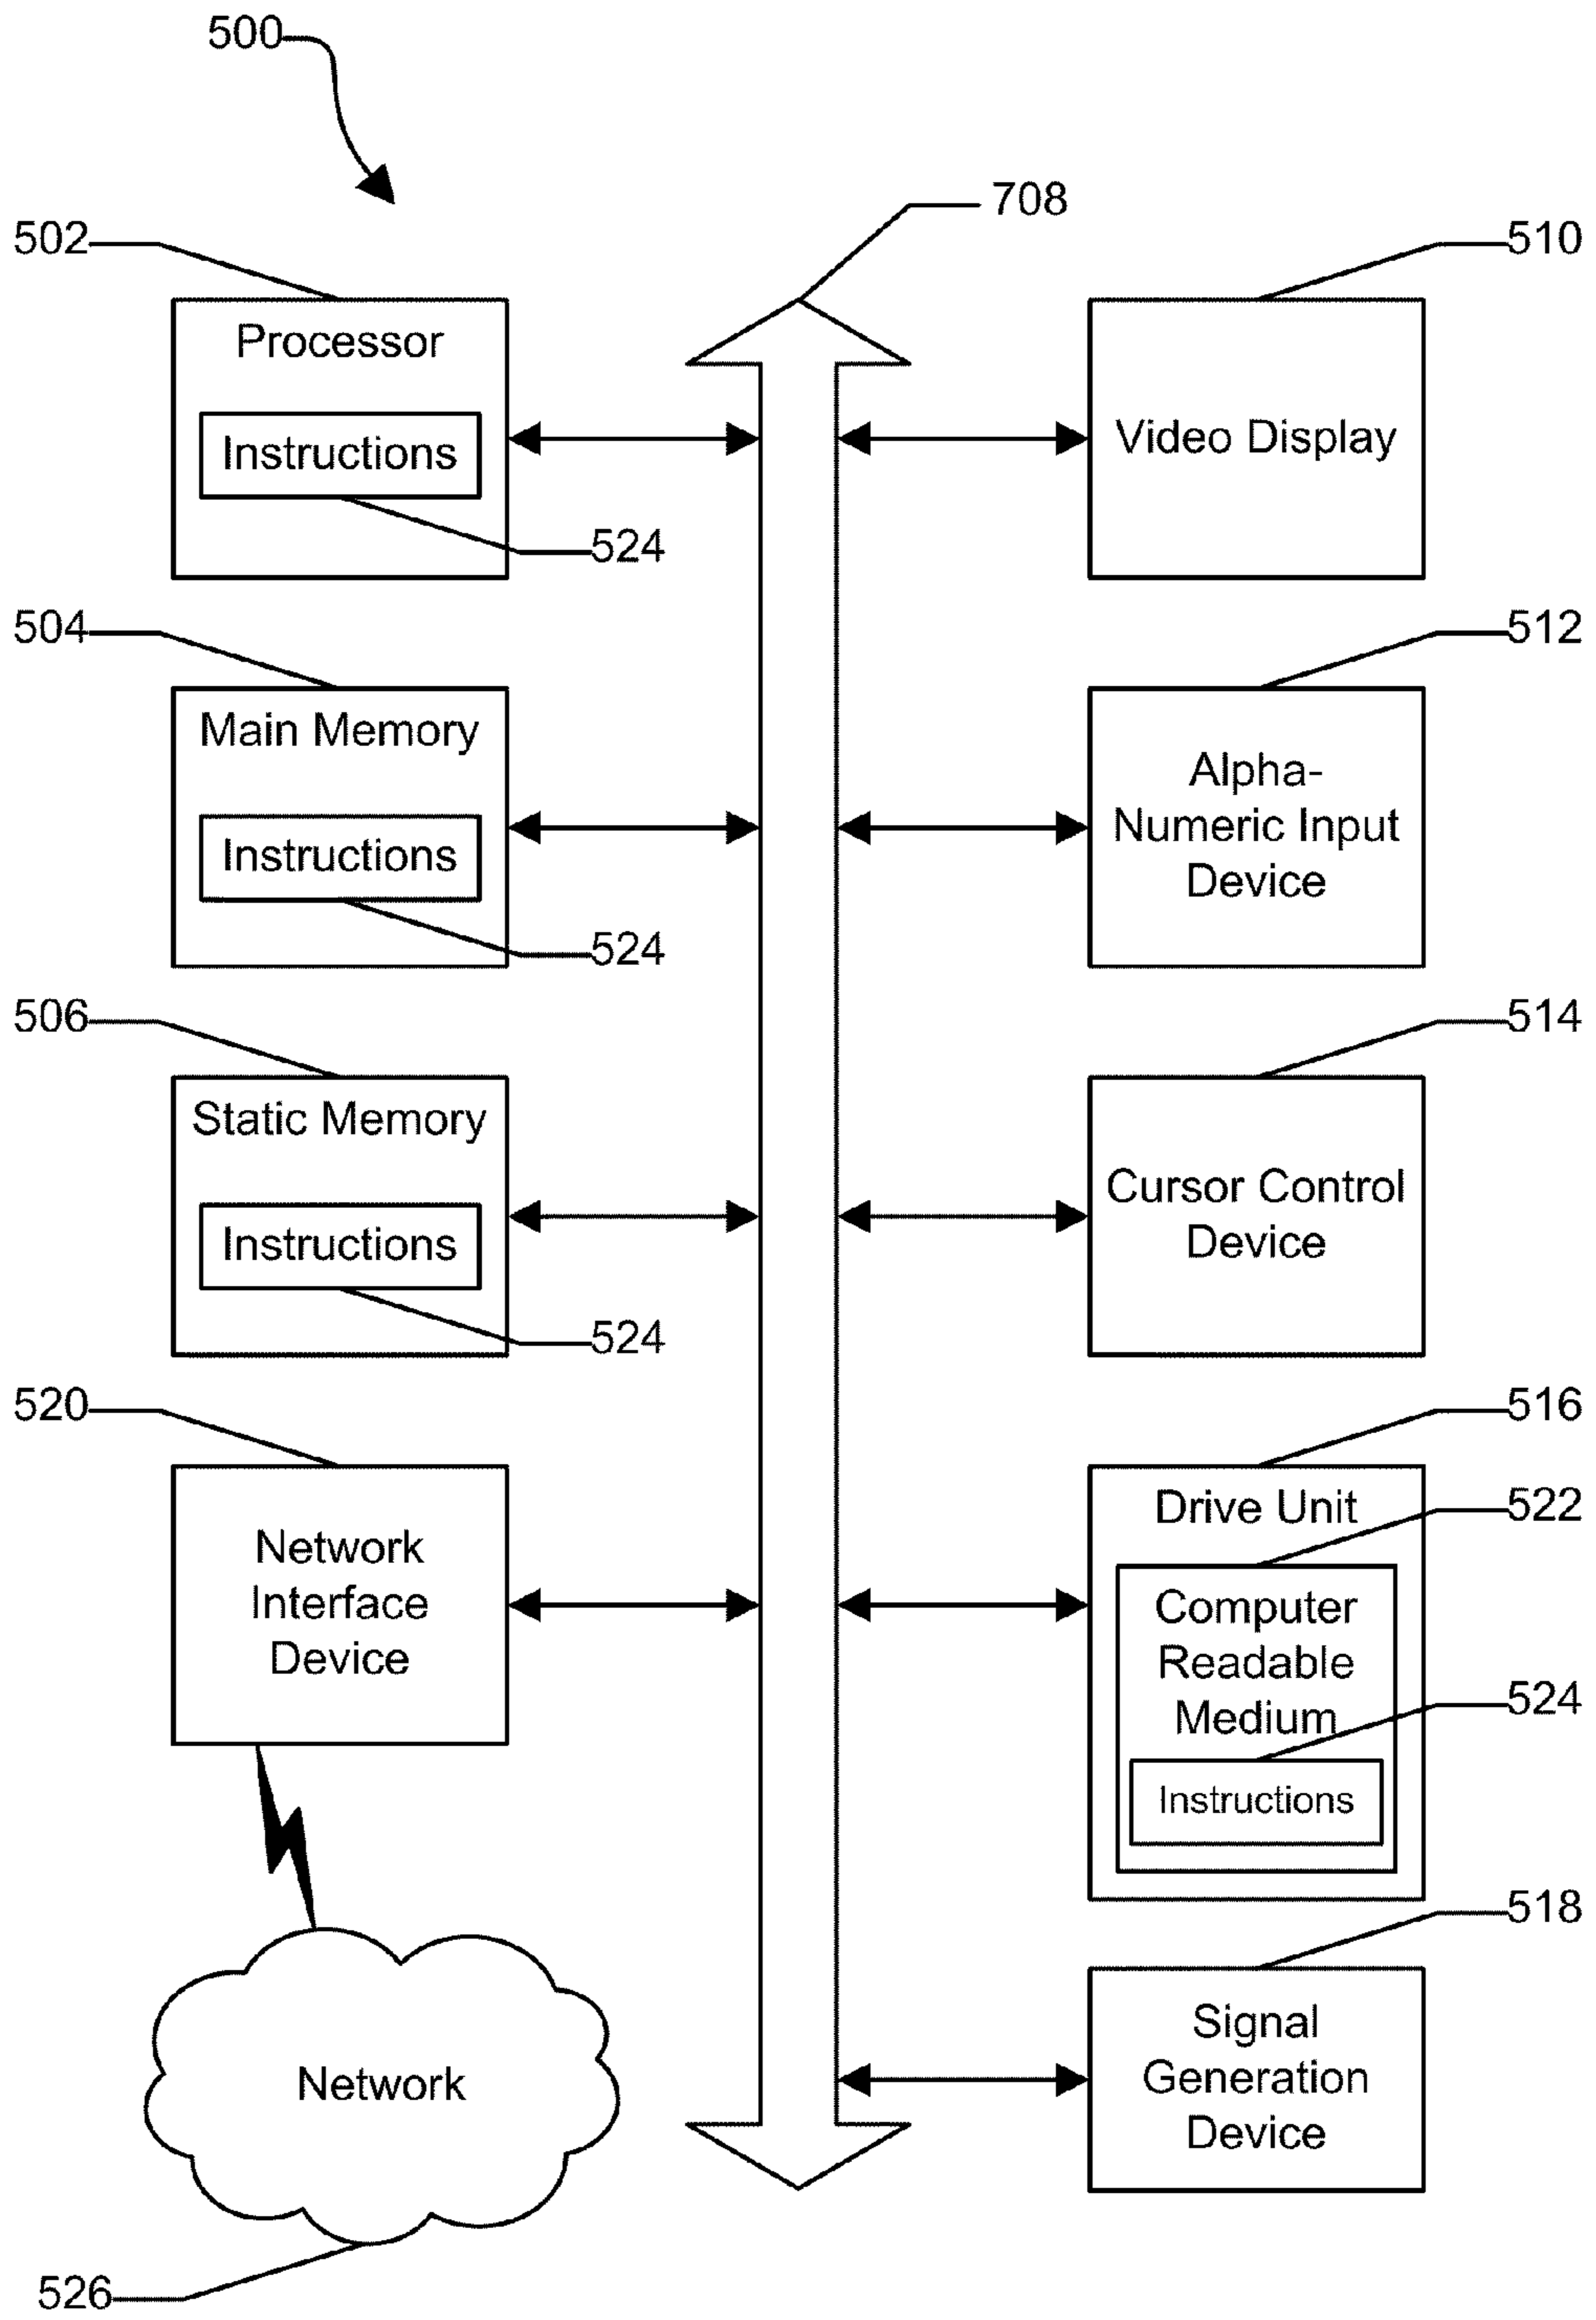 500
708
502
Processor
Instructions
524
510
Video Display
504
Main Memory
Instructions
524
512
Alpha-
Numeric Input
Device
506
Static Memory
Instructions
524
514
Cursor Control
Device
520
Network
Interface
Device
516
Drive Unit
522
Computer
Readable
Medium
524
Instructions
518
Signal
Generation
Device
Network
526